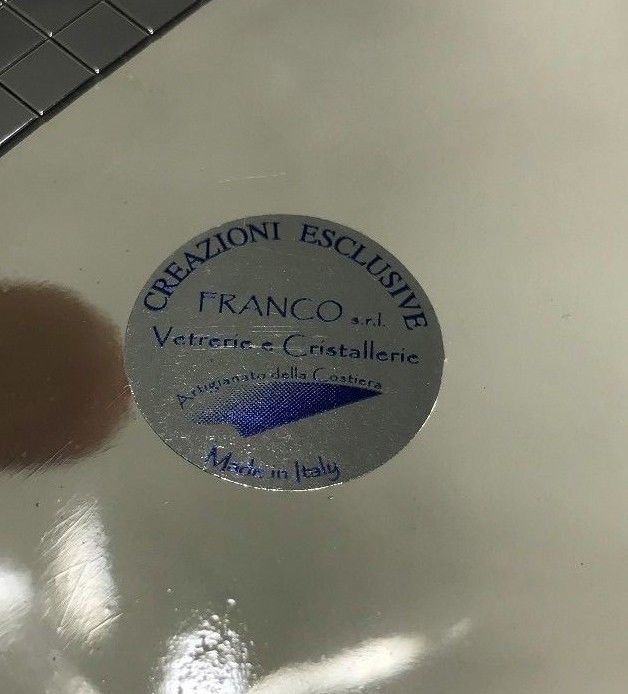 CREAZIONI ESCLUSIVE
FRANCO s.r.l.
Vetrerie e Cristallerie
Artigianato della Costiera
Made in Italy